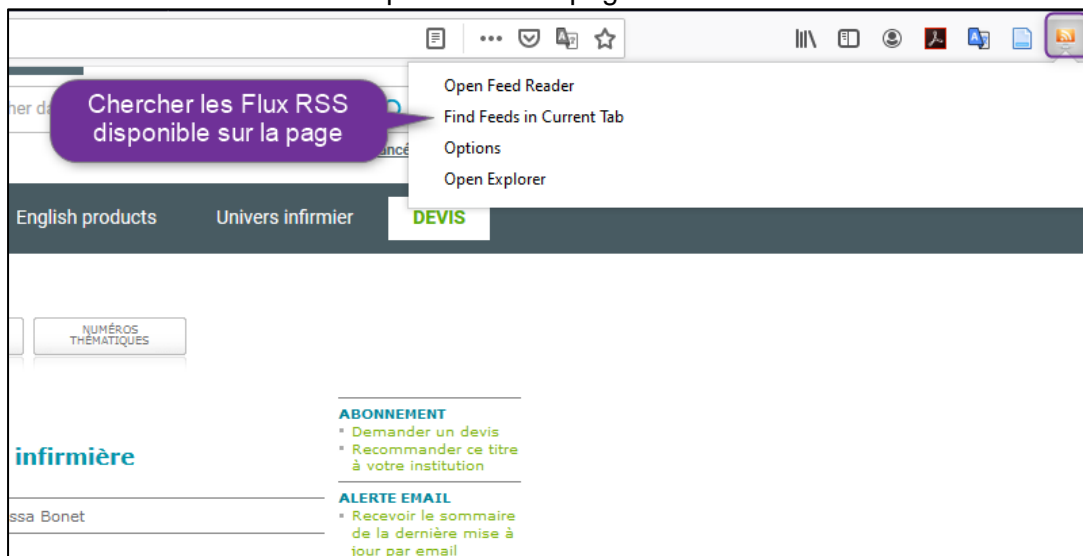 Open Feed Reader
Chercher les Flux RSS
disponible sur la page
Find Feeds in Current Tab
Options
Open Explorer
English products
Univers infirmier
DEVIS
NUMÉROS
THÉMATIQUES
ABONNEMENT
Demander un devis
Recommander ce titre
à votre institution
infirmière
ALERTE EMAIL
ssa Bonet
Recevoir le sommaire
de la dernière mise à
jour par email